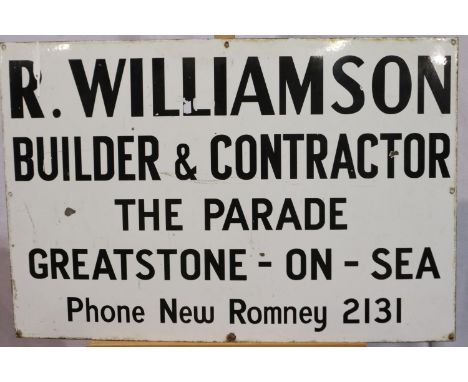 R. WILLIAMSON
BUILDER & CONTRACTOR
THE PARADE
GREATSTONE - ON - SEA
Phone New Romney 2131